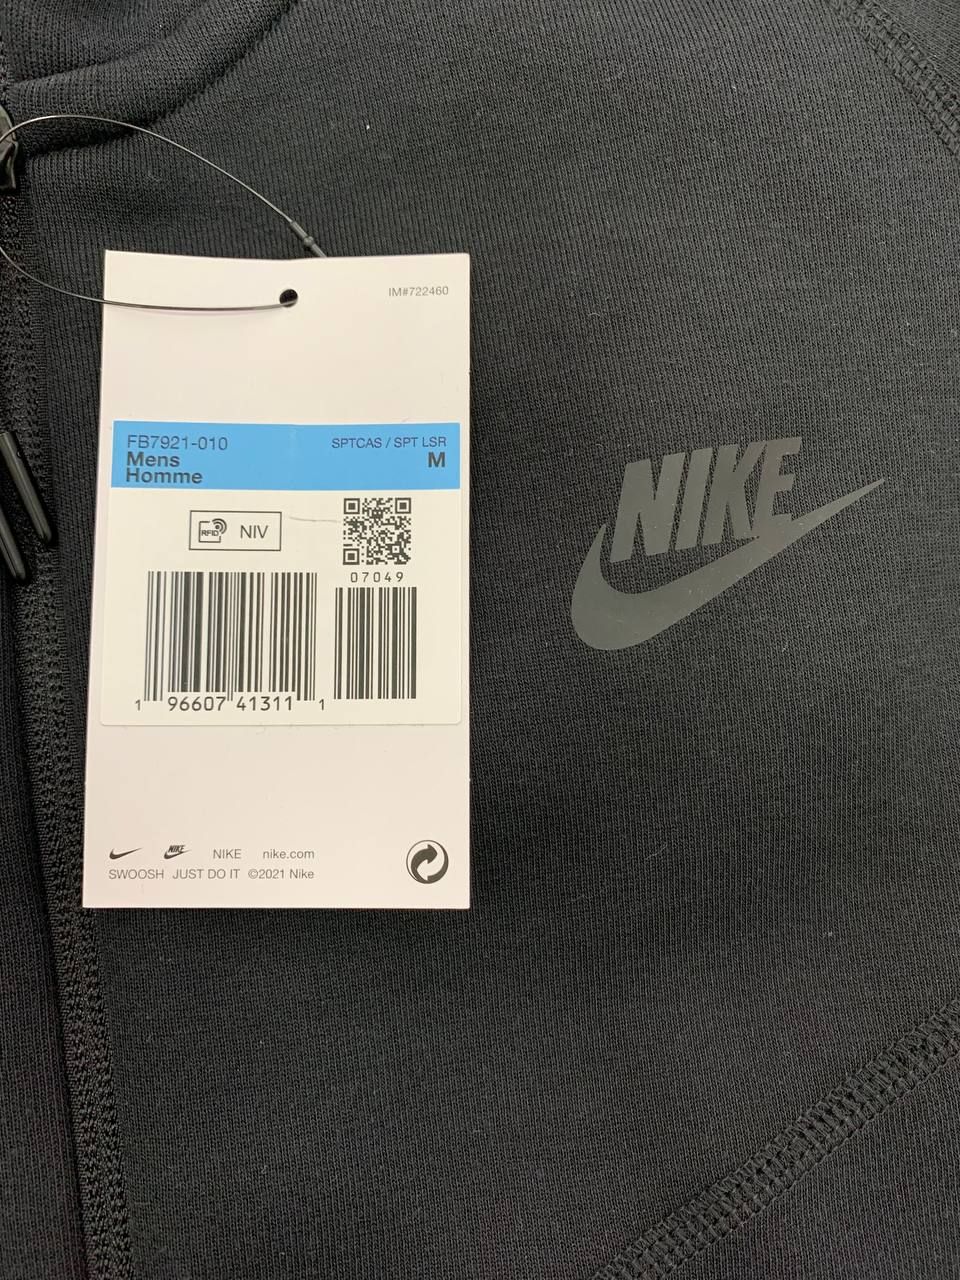 IM#722460
FB7921-010 SPTCAS / SPT LSR
Mens M
Homme
RFID NIV
07049
1 96607 41311 1
NIKE
NIKE NIKE nike.com
SWOOSH JUST DO IT ©2021 Nike